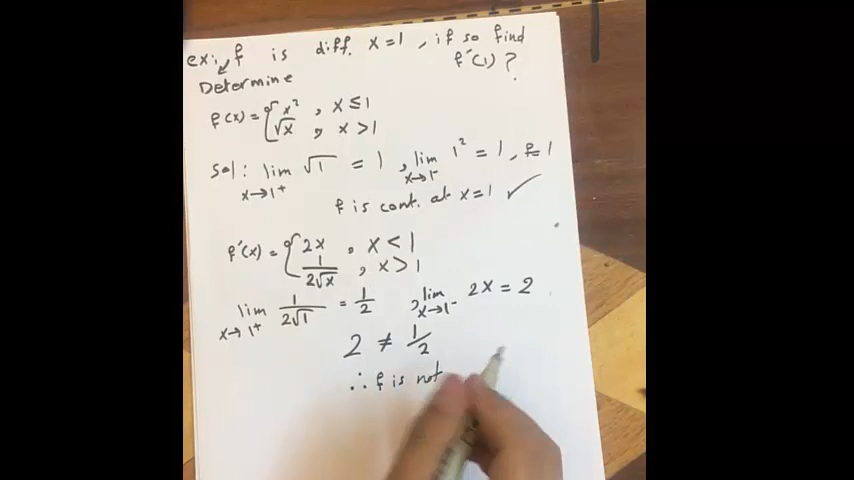 ex: f is diff. x=1, if so find
Determine f'(1)?
f(x)={ x², x≤1
√x, x>1
Sol: lim x→1⁺ √1 = 1, lim x→1⁻ 1² = 1, f=1
f is cont. at x=1 ✓
f'(x)={ 2x, x<1
1/2√x, x>1
lim x→1⁺ 1/2√1 = 1/2, lim x→1⁻ 2x = 2
2 ≠ 1/2
∴ f is not